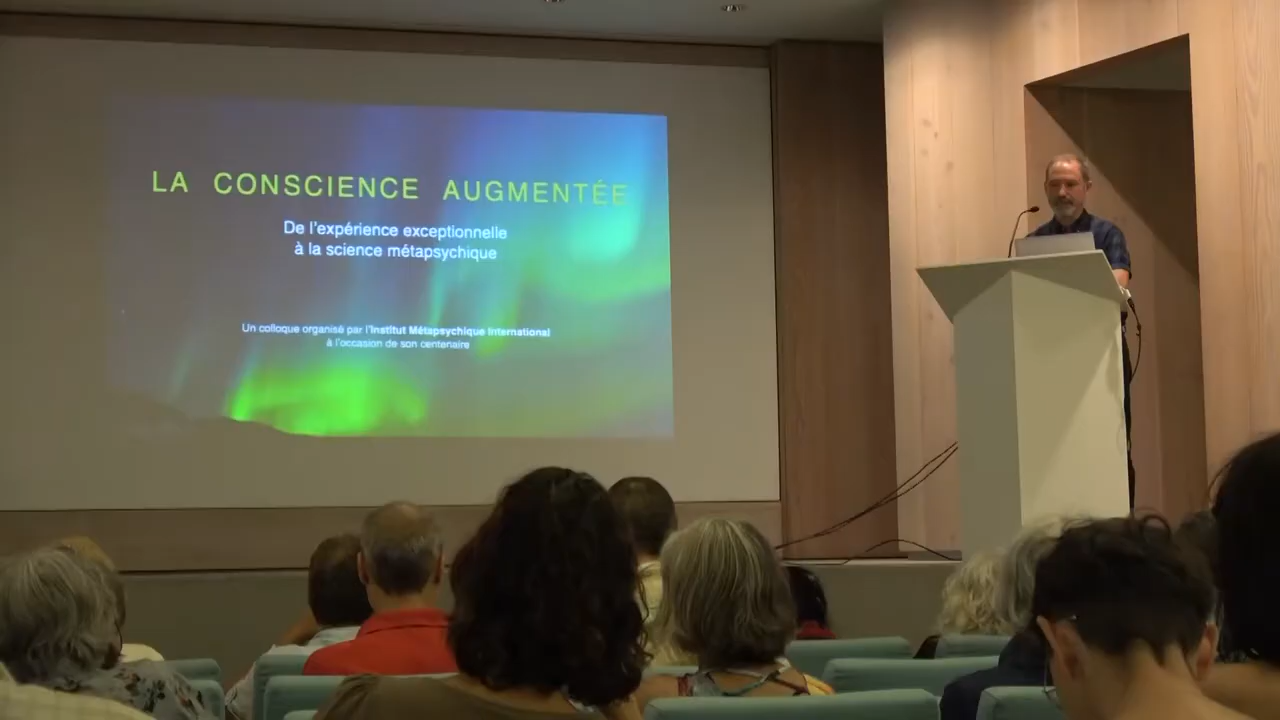 LA CONSCIENCE AUGMENTÉE
De l'expérience exceptionnelle
à la science métapsychique
Un colloque organisé par l'Institut Métapsychique International
à l'occasion de son centenaire